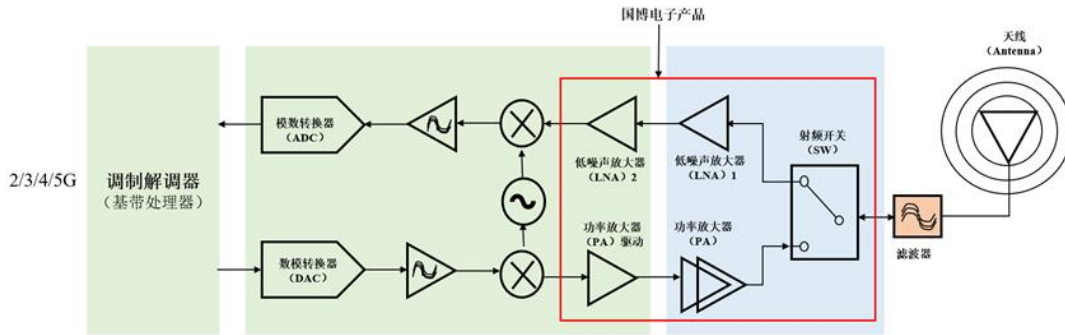 国博电子产品
天线
（Antenna）
模数转换器
（ADC）
低噪声放大器
（LNA）2
低噪声放大器
（LNA）1
射频开关
（SW）
2/3/4/5G
调制解调器
（基带处理器）
功率放大器
（PA）驱动
功率放大器
（PA）
滤波器
数模转换器
（DAC）